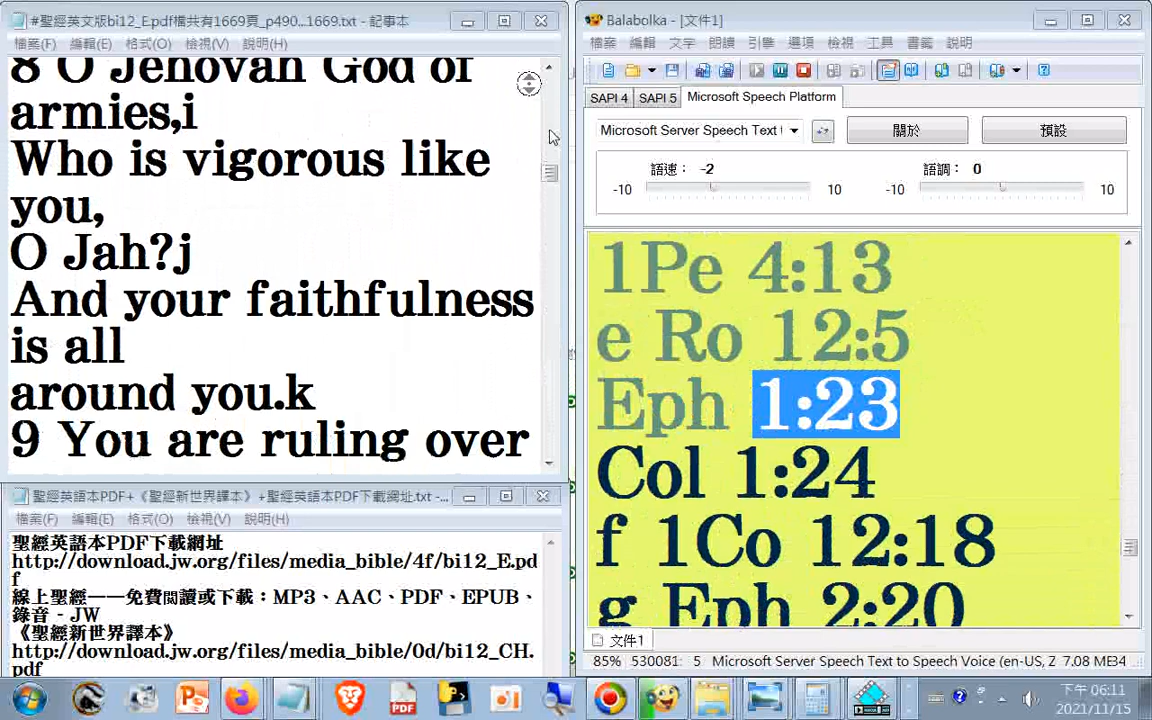 #聖經英文版bi12_E.pdf檔共有1669頁_p490...1669.txt - 記事本
檔案(F) 編輯(E) 格式(O) 檢視(V) 說明(H)
8 O Jehovah God of
armies,i
Who is vigorous like
you,
O Jah?j
And your faithfulness
is all
around you.k
9 You are ruling over
聖經英語本PDF+《聖經新世界譯本》+聖經英語本PDF下載網址.txt - ...
檔案(F) 編輯(E) 格式(O) 檢視(V) 說明(H)
聖經英語本PDF下載網址
http://download.jw.org/files/media_bible/4f/bi12_E.pd
f
線上聖經——免費閱讀或下載：MP3、AAC、PDF、EPUB、
錄音 - JW
《聖經新世界譯本》
http://download.jw.org/files/media_bible/0d/bi12_CH.
pdf
Balabolka - [文件1]
檔案 編輯 文字 朗讀 引擎 選項 檢視 工具 書籤 說明
SAPI 4 SAPI 5 Microsoft Speech Platform
Microsoft Server Speech Text 關於 預設
語速： -2 語調： 0
-10 10 -10 10
1Pe 4:13
e Ro 12:5
Eph 1:23
Col 1:24
f 1Co 12:18
g Eph 2:20
文件1
85% 530081: 5 Microsoft Server Speech Text to Speech Voice (en-US, Z 7.08 ME34
下午 06:11
2021/11/15